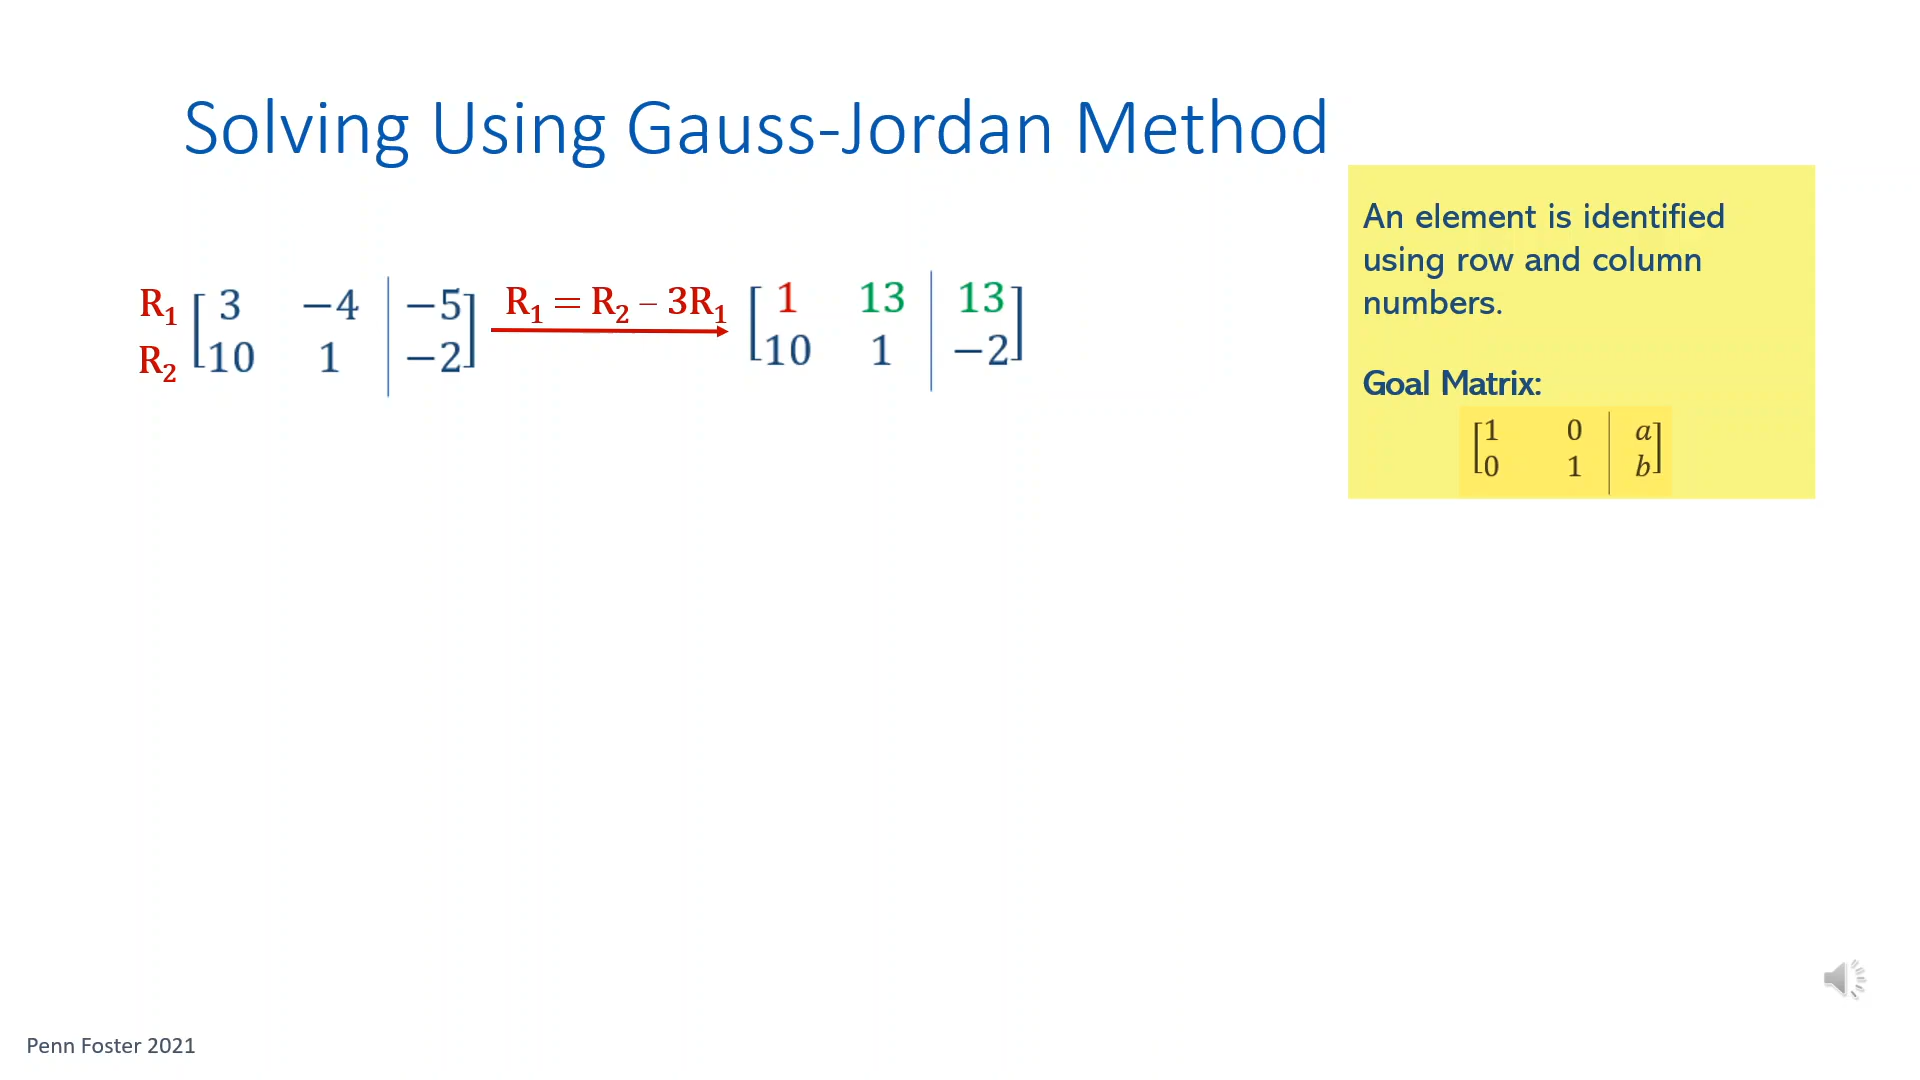 Solving Using Gauss-Jordan Method
An element is identified
using row and column
numbers.
Goal Matrix:
[1 0 | a]
[0 1 | b]
R₁ [3 −4 | −5] R₁ = R₂ – 3R₁ [1 13 | 13]
R₂ [10 1 | −2] [10 1 | −2]
Penn Foster 2021